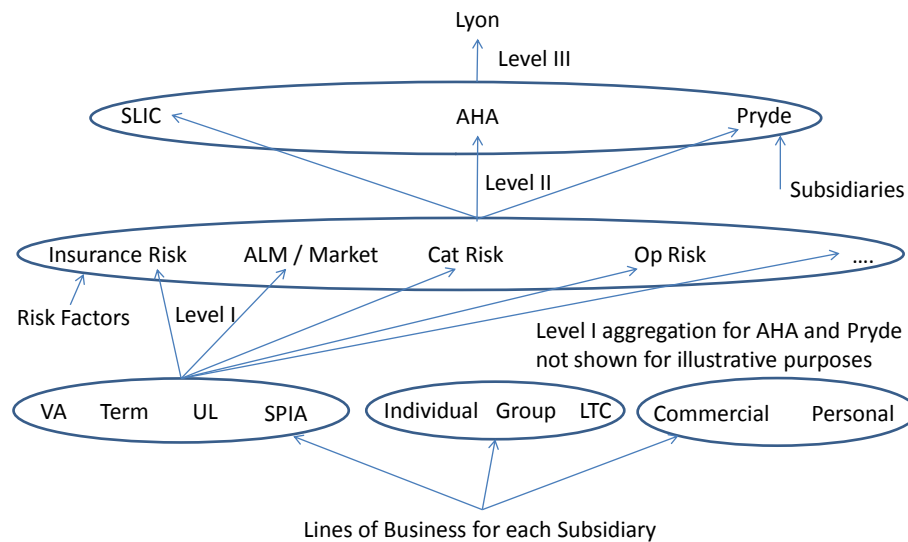 Lyon
Level III
SLIC AHA Pryde
Level II
Subsidiaries
Insurance Risk ALM / Market Cat Risk Op Risk ....
Risk Factors
Level I
Level I aggregation for AHA and Pryde
not shown for illustrative purposes
VA Term UL SPIA
Individual Group LTC
Commercial Personal
Lines of Business for each Subsidiary